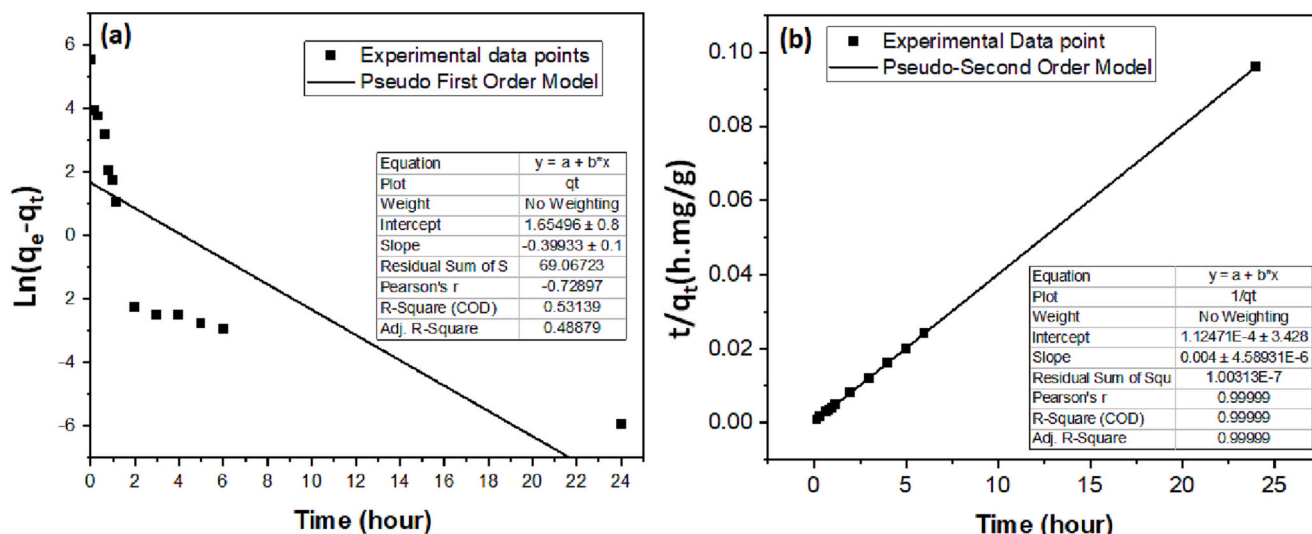 (a)
Experimental data points
Pseudo First Order Model
6
4
2
0
2
-4
-6
Ln(qe-qt)
Equation y = a + b*x
Plot qt
Weight No Weighting
Intercept 1.65496 ± 0.8
Slope -0.39933 ± 0.1
Residual Sum of S 69.06723
Pearson's r -0.72897
R-Square (COD) 0.53139
Adj. R-Square 0.48879
0 2 4 6 8 10 12 14 16 18 20 22 24
Time (hour)
(b)
Experimental Data point
Pseudo-Second Order Model
0.10
0.08
0.06
0.04
0.02
0.00
t/qt(h.mg/g)
Equation y = a + b*x
Plot 1/qt
Weight No Weighting
Intercept 1.12471E-4 ± 3.428
Slope 0.004 ± 4.58931E-6
Residual Sum of Squ 1.00313E-7
Pearson's r 0.99999
R-Square (COD) 0.99999
Adj. R-Square 0.99999
0 5 10 15 20 25
Time (hour)